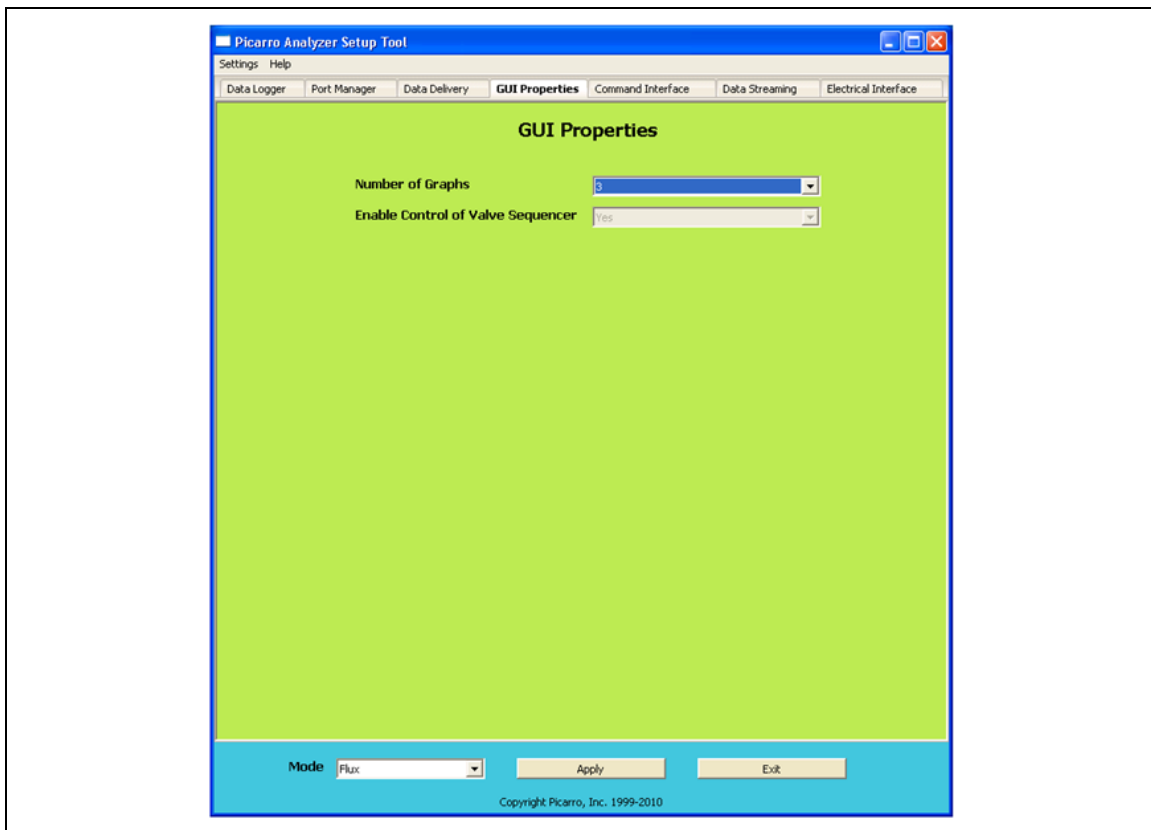 Picarro Analyzer Setup Tool
Settings Help
Data Logger Port Manager Data Delivery GUI Properties Command Interface Data Streaming Electrical Interface
GUI Properties
Number of Graphs 3
Enable Control of Valve Sequencer Yes
Mode Flux Apply Exit
Copyright Picarro, Inc. 1999-2010